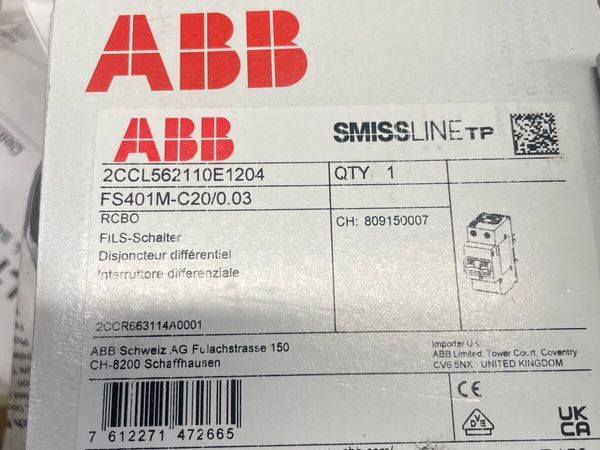 ABB
ABB SMISSLINE TP
2CCL562110E1204 QTY 1
FS401M-C20/0.03
RCBO CH: 809150007
FILS-Schalter
Disjoncteur différentiel
Interruttore differenziale
2CCR663114A0001
ABB Schweiz AG Fulachstrasse 150
CH-8200 Schaffhausen
Importer UK
ABB Limited, Tower Court, Coventry
CV6 5NX UNITED KINGDOM
CE
DVE
UK
CA
7 612271 472665